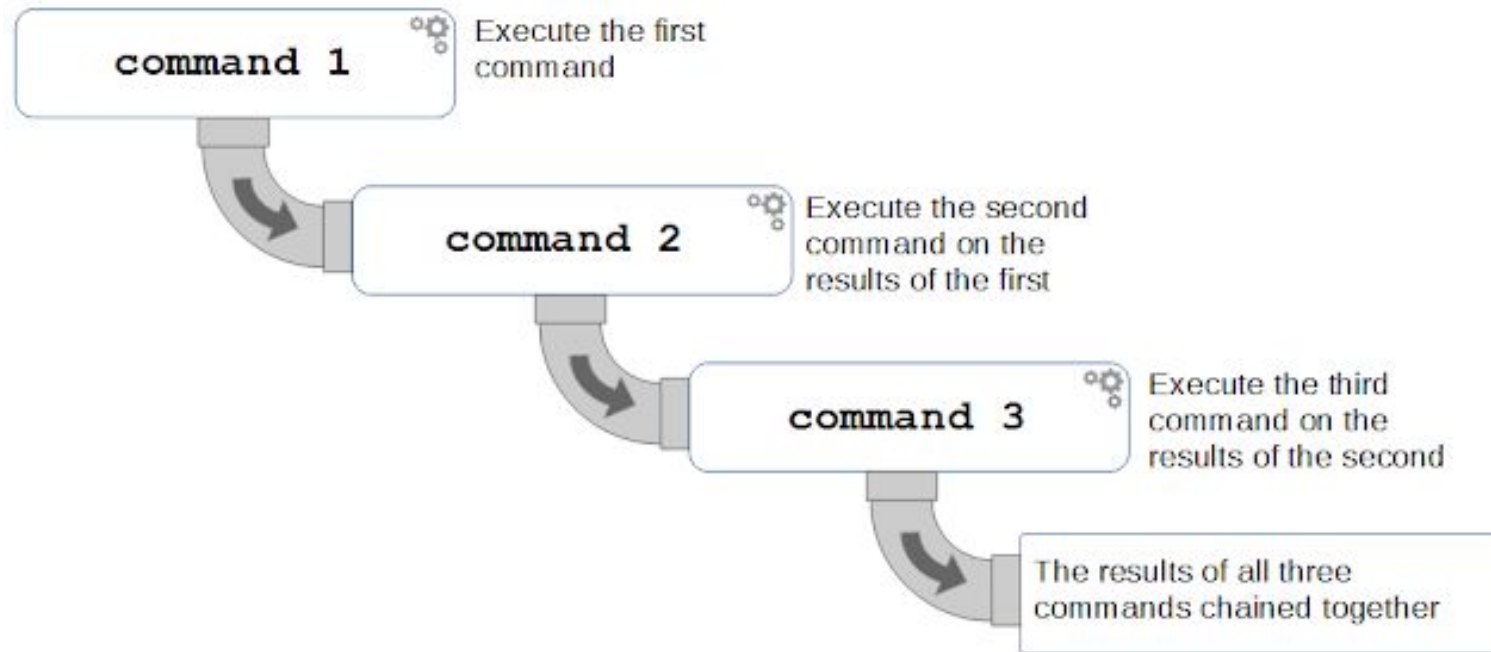 command 1
Execute the first
command
command 2
Execute the second
command on the
results of the first
command 3
Execute the third
command on the
results of the second
The results of all three
commands chained together